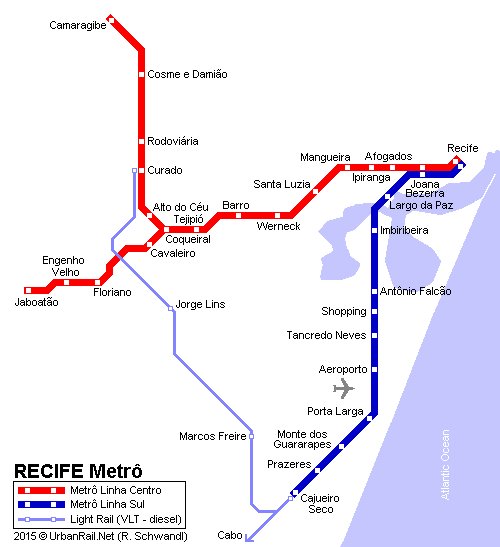 Camaragibe
Cosme e Damião
Rodoviária
Curado
Recife
Mangueira
Afogados
Ipiranga
Joana
Bezerra
Santa Luzia
Largo da Paz
Alto do Céu
Tejipió
Barro
Werneck
Coqueiral
Imbiribeira
Cavaleiro
Engenho
Velho
Floriano
Jaboatão
Antônio Falcão
Jorge Lins
Shopping
Tancredo Neves
Aeroporto
Porta Larga
Marcos Freire
Monte dos
Guararapes
Prazeres
Cajueiro
Seco
Cabo
Atlantic Ocean
RECIFE Metrô
Metrô Linha Centro
Metrô Linha Sul
Light Rail (VLT - diesel)
2015 © UrbanRail.Net (R. Schwandl)